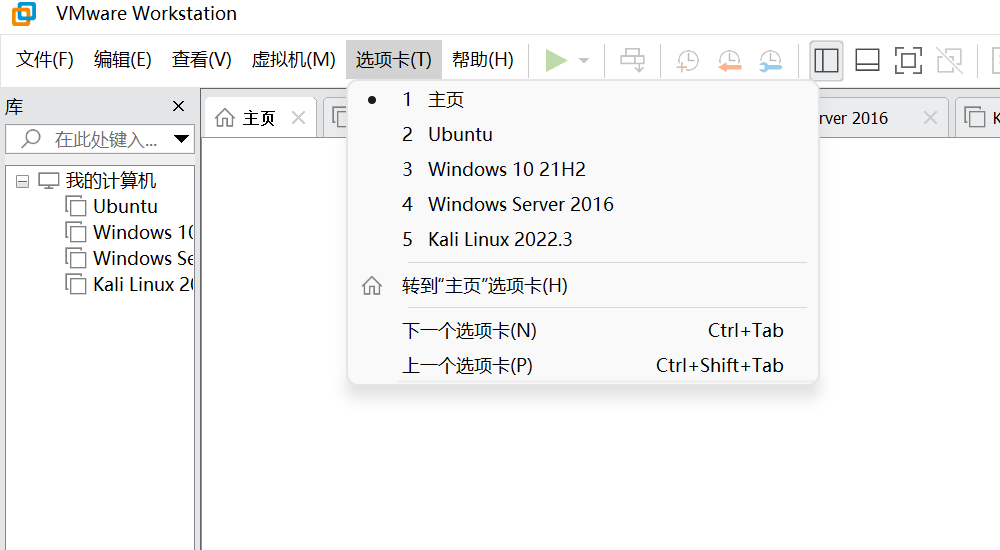 VMware Workstation
文件(F) 编辑(E) 查看(V) 虚拟机(M) 选项卡(T) 帮助(H)
库
在此处键入...
我的计算机
Ubuntu
Windows 10
Windows Se
Kali Linux 20
主页
rver 2016
K
1 主页
2 Ubuntu
3 Windows 10 21H2
4 Windows Server 2016
5 Kali Linux 2022.3
转到“主页”选项卡(H)
下一个选项卡(N) Ctrl+Tab
上一个选项卡(P) Ctrl+Shift+Tab